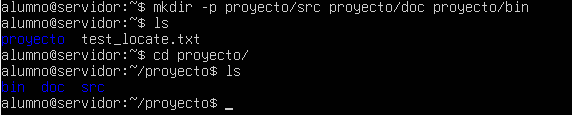 alumno@servidor:~$ mkdir -p proyecto/src proyecto/doc proyecto/bin
alumno@servidor:~$ ls
proyecto  test_locate.txt
alumno@servidor:~$ cd proyecto/
alumno@servidor:~/proyecto$ ls
bin  doc  src
alumno@servidor:~/proyecto$ _